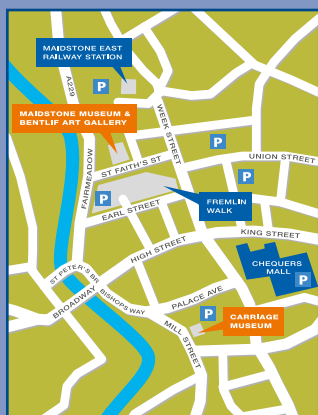 MAIDSTONE EAST
RAILWAY STATION
A229
P
MAIDSTONE MUSEUM &
BENTLIF ART GALLERY
WEEK STREET
P
UNION STREET
ST FAITH'S ST
FAIRMEADOW
P
P
FREMLIN
WALK
EARL STREET
KING STREET
HIGH STREET
CHEQUERS
MALL
P
ST PETER'S BR
BROADWAY
BISHOPS WAY
PALACE AVE
P
CARRIAGE
MUSEUM
MILL STREET